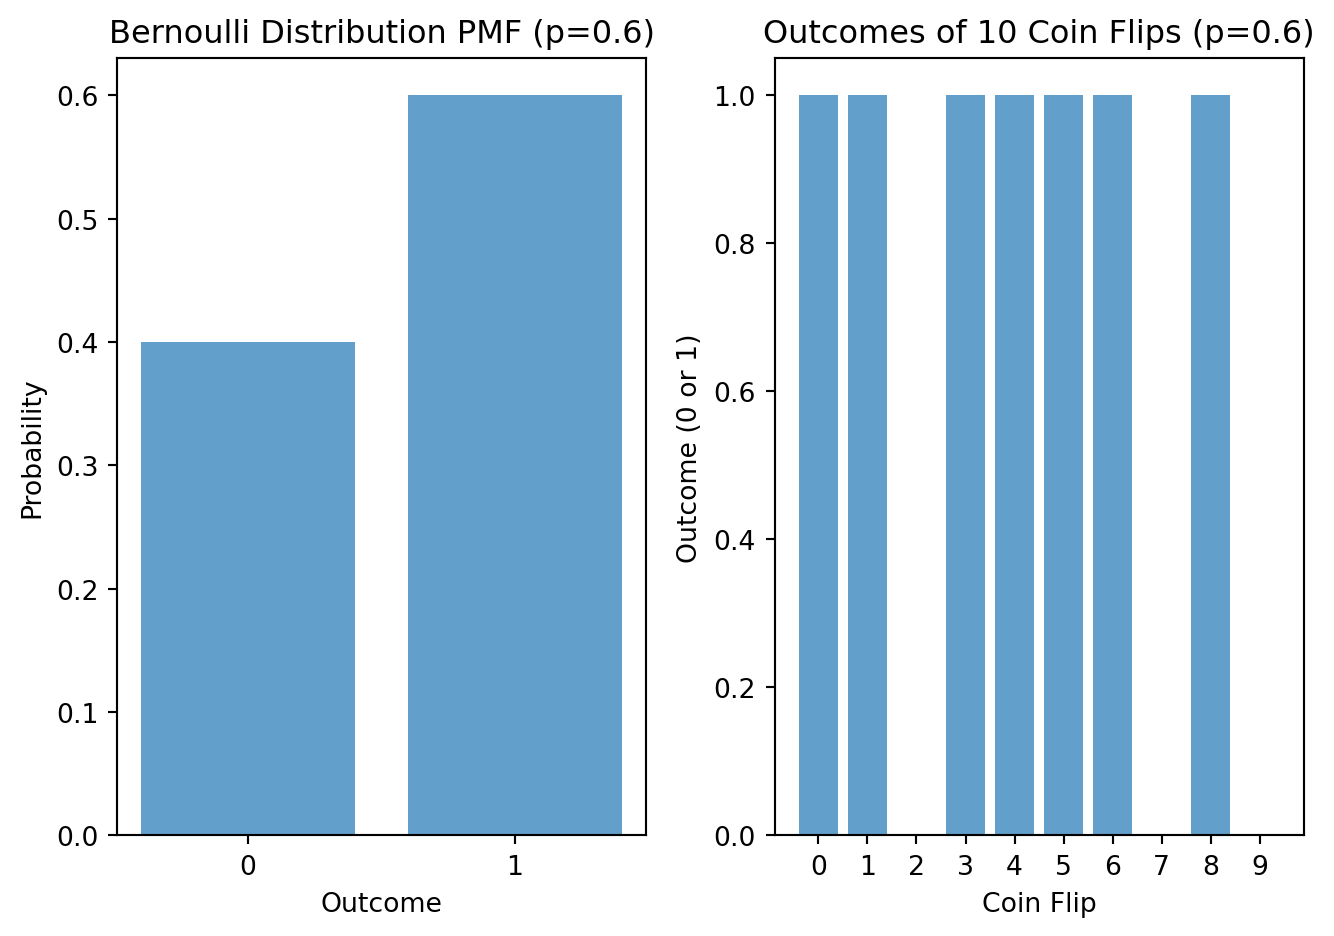 Bernoulli Distribution PMF (p=0.6)
Probability
0.6
0.5
0.4
0.3
0.2
0.1
0.0
0 1
Outcome
Outcomes of 10 Coin Flips (p=0.6)
Outcome (0 or 1)
1.0
0.8
0.6
0.4
0.2
0.0
0 1 2 3 4 5 6 7 8 9
Coin Flip